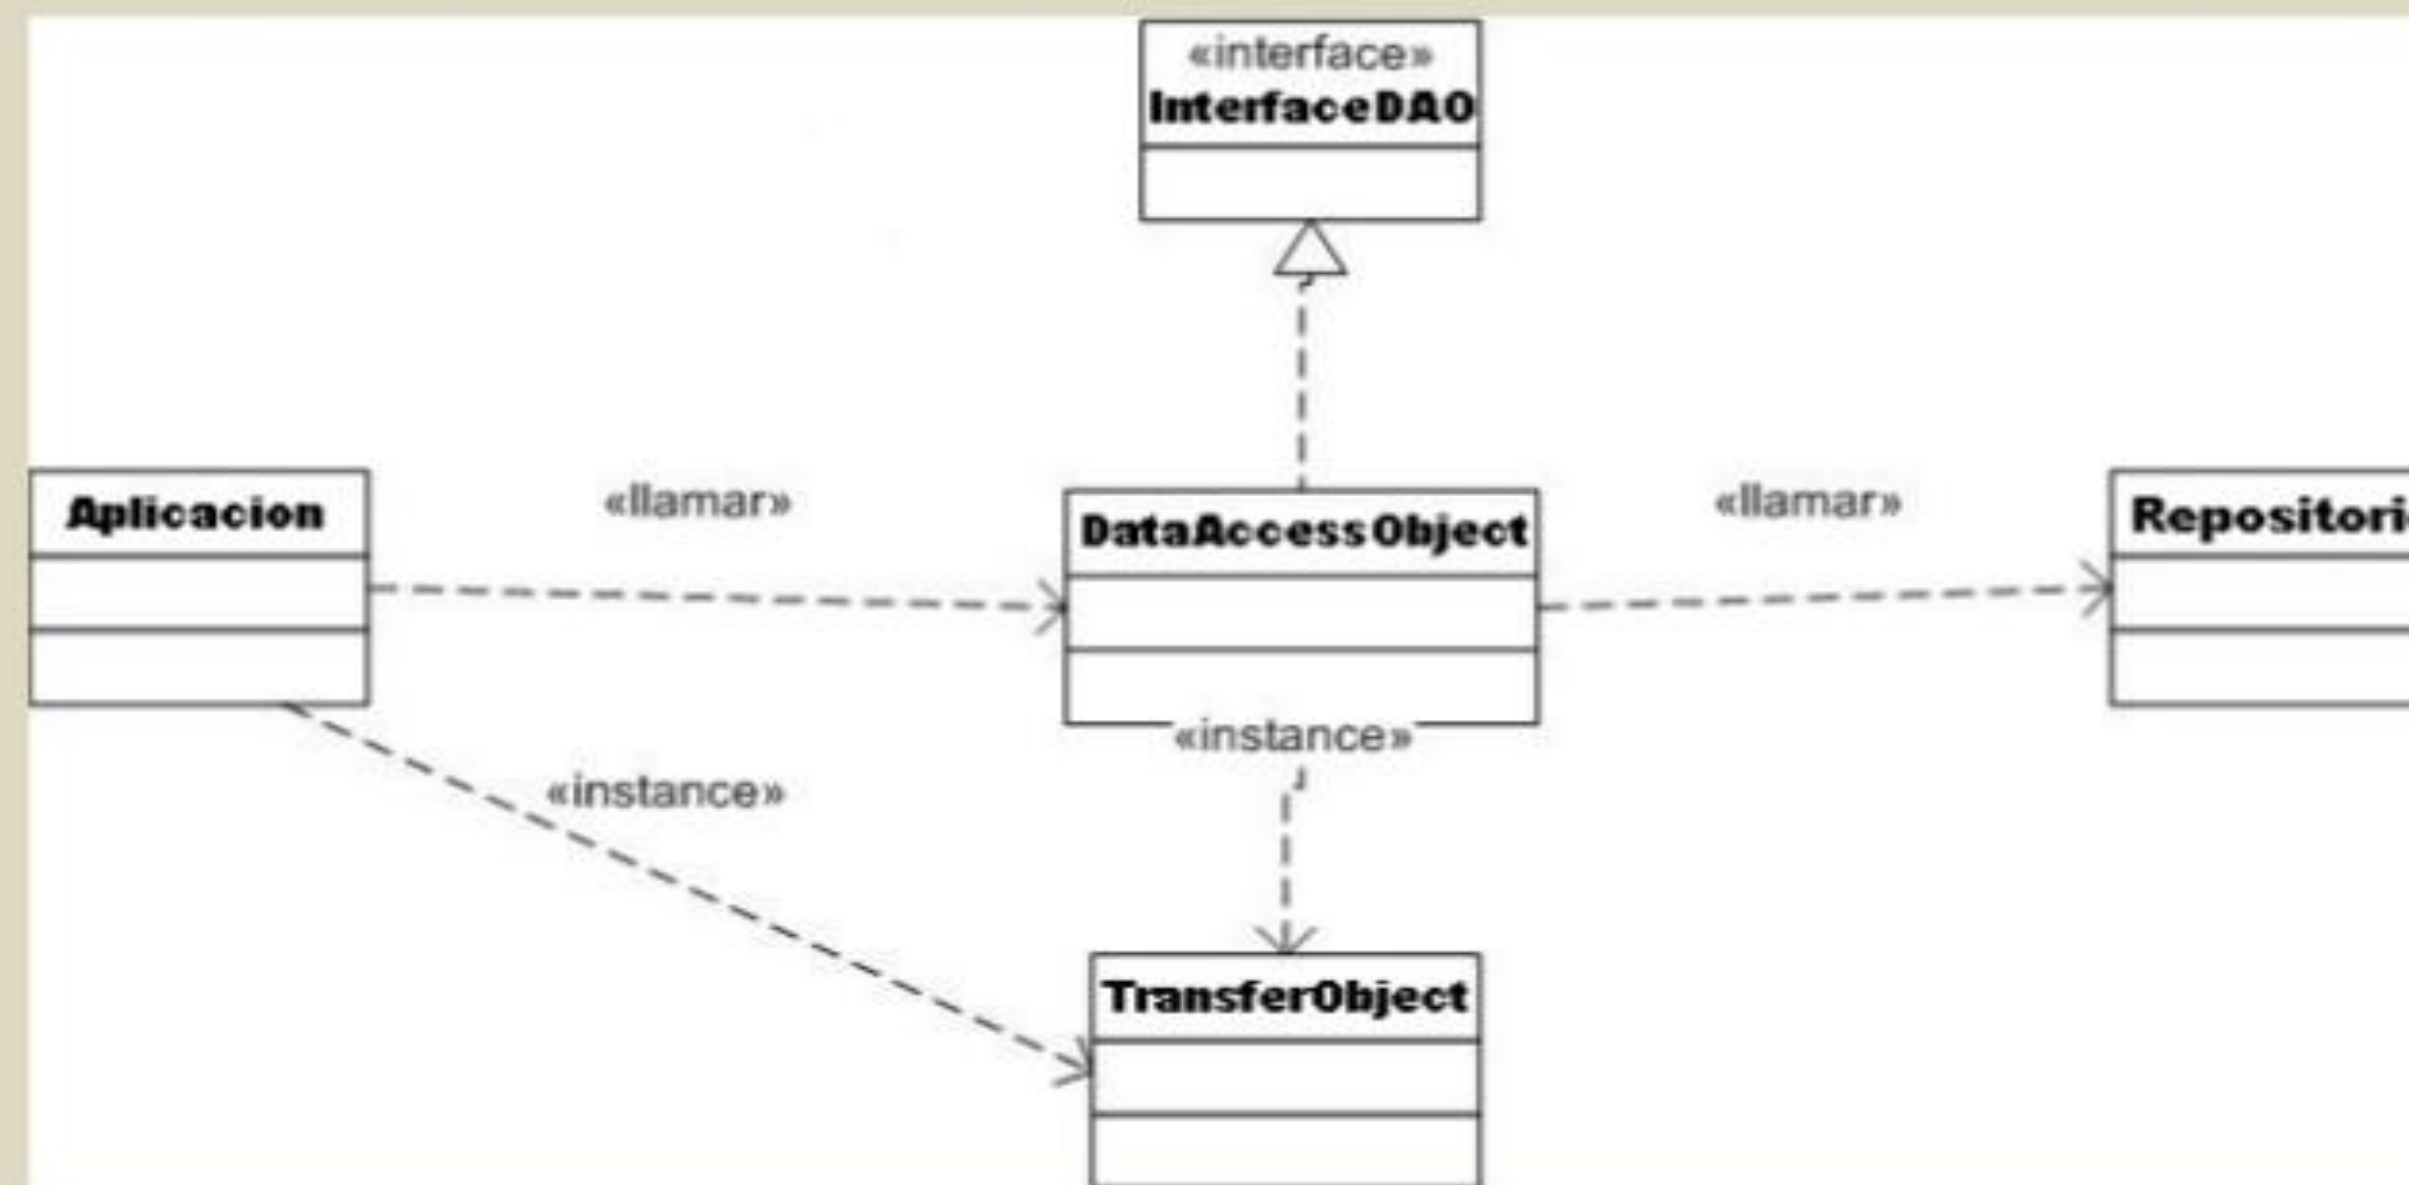 «interface»
InterfaceDAO
Aplicacion
«llamar»
DataAccessObject
«llamar»
«instance»
«instance»
TransferObject